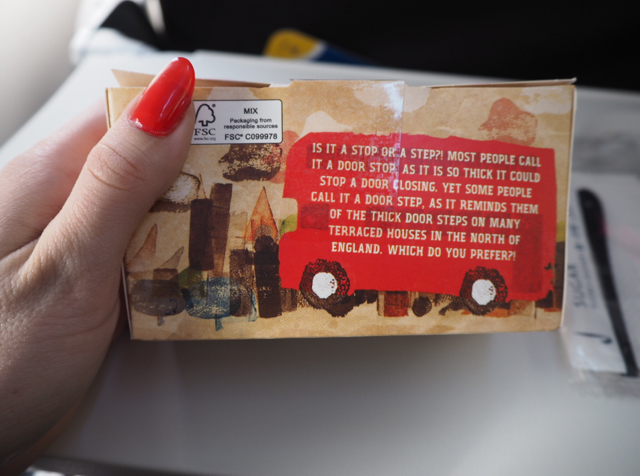 MIX
Packaging from
responsible sources
FSC
FSC® C099978
IS IT A STOP OR A STEP?! MOST PEOPLE CALL
IT A DOOR STOP, AS IT IS SO THICK IT COULD
STOP A DOOR CLOSING. YET SOME PEOPLE
CALL IT A DOOR STEP, AS IT REMINDS THEM
OF THE THICK DOOR STEPS ON MANY
TERRACED HOUSES IN THE NORTH OF
ENGLAND. WHICH DO YOU PREFER?!